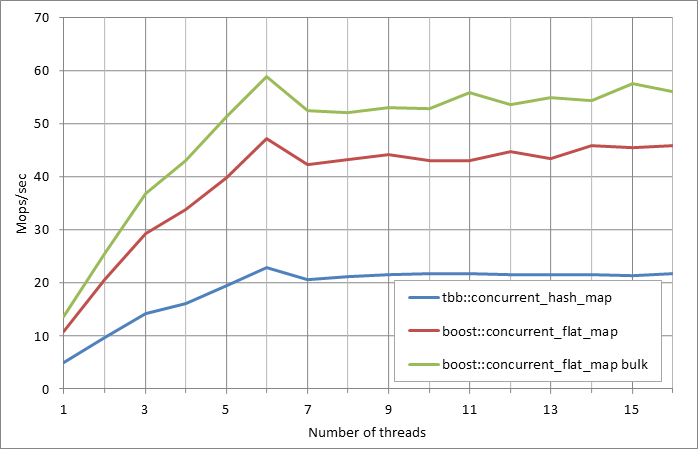 70
60
50
40
30
20
10
0
Mops/sec
1 3 5 7 9 11 13 15
Number of threads
tbb::concurrent_hash_map
boost::concurrent_flat_map
boost::concurrent_flat_map bulk